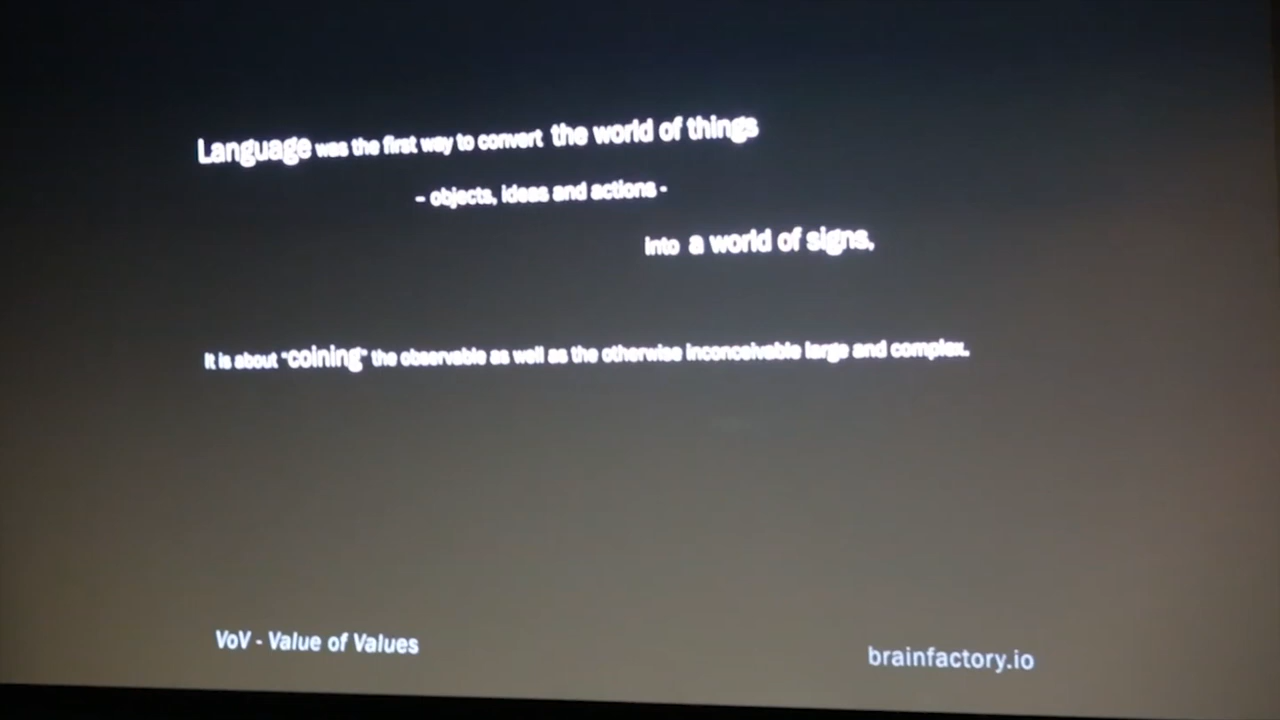 Language was the first way to convert the world of things
- objects, ideas and actions -
into a world of signs,
It is about "coining" the observable as well as the otherwise inconceivable large and complex.
VoV - Value of Values
brainfactory.io